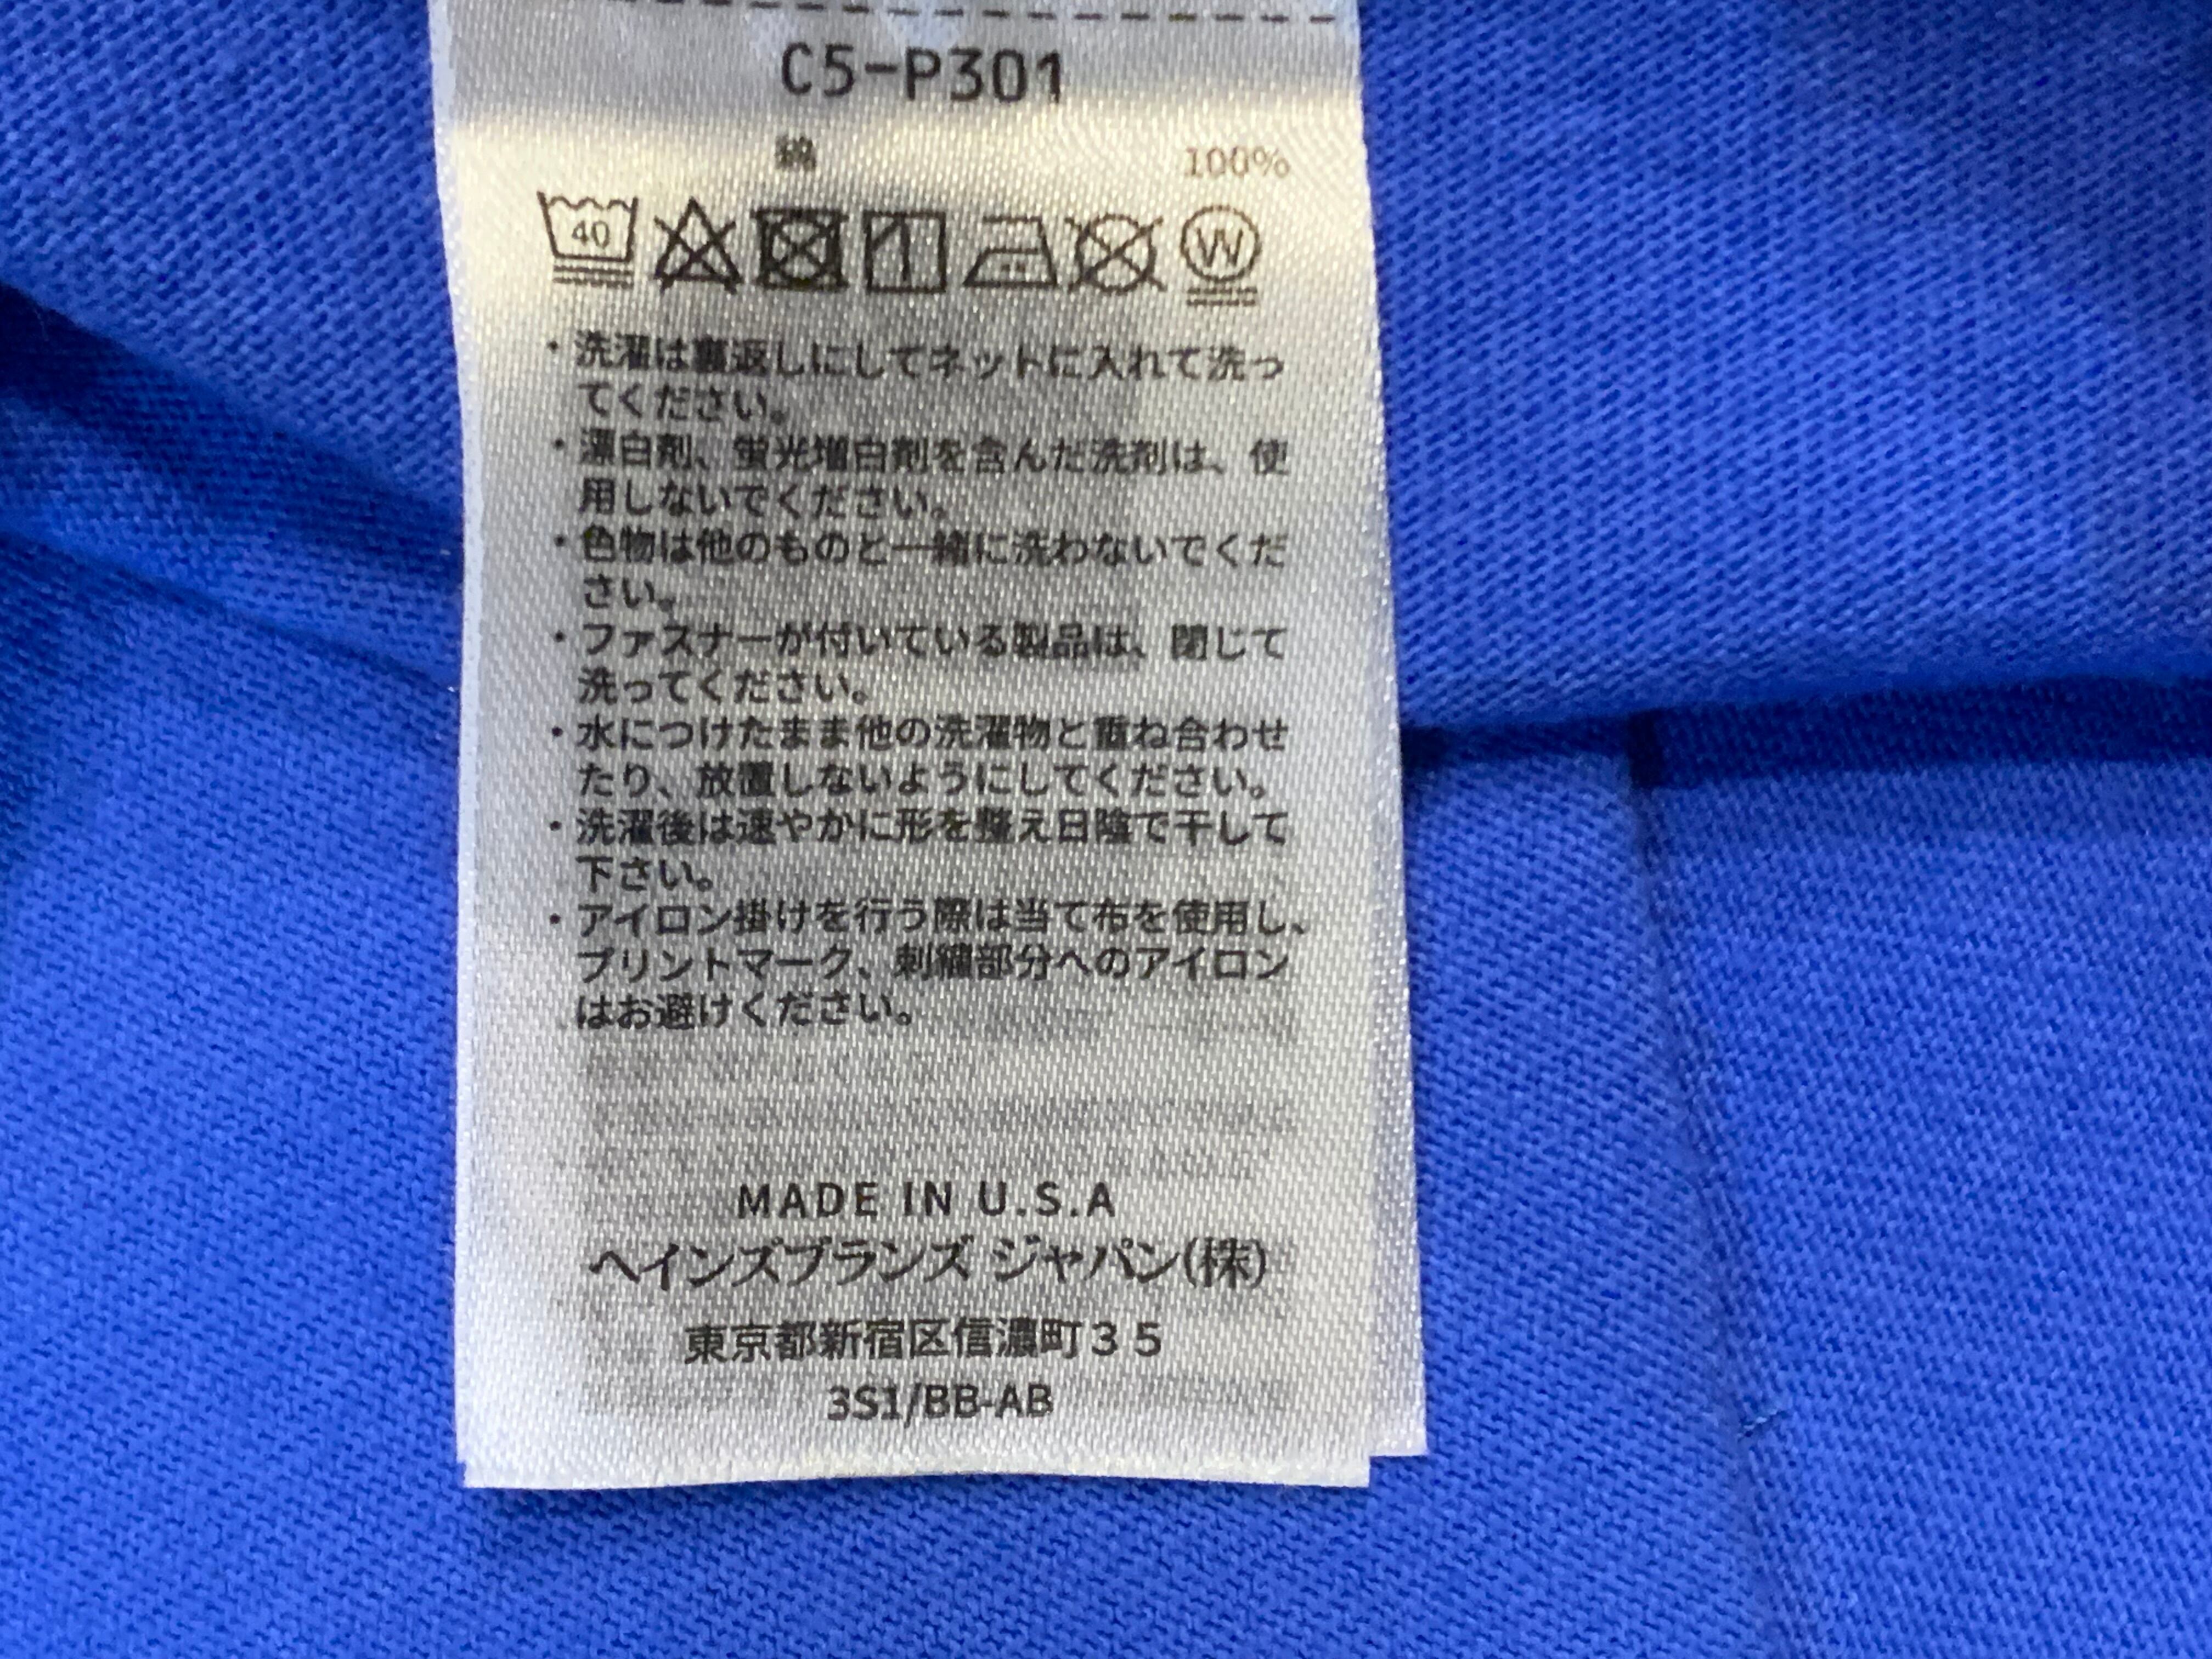 C5-P301
綿 100%
40
W
・洗濯は裏返しにしてネットに入れて洗っ
てください。
・漂白剤、蛍光増白剤を含んだ洗剤は、使
用しないでください。
・色物は他のものと一緒に洗わないでくだ
さい。
・ファスナーが付いている製品は、閉じて
洗ってください。
・水につけたまま他の洗濯物と重ね合わせ
たり、放置しないようにしてください。
・洗濯後は速やかに形を整え日陰で干して
下さい。
・アイロン掛けを行う際は当て布を使用し、
プリントマーク、刺繍部分へのアイロン
はお避けください。
MADE IN U.S.A
ヘインズブランズ ジャパン(株)
東京都新宿区信濃町３５
3S1/BB-AB